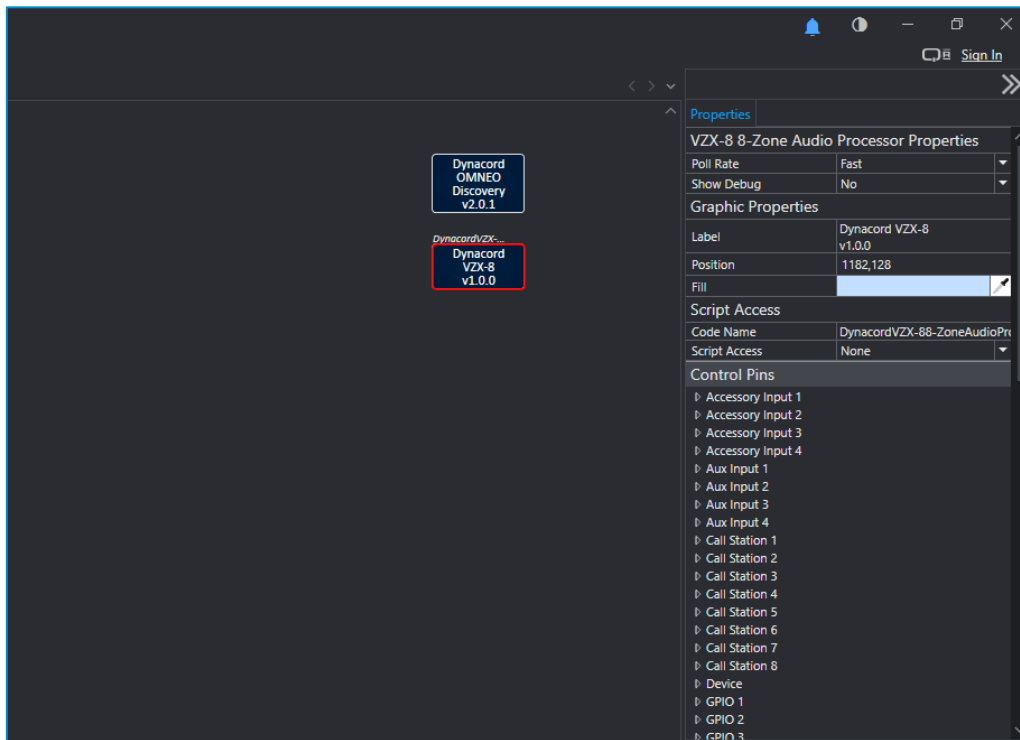 Sign In
Dynacord
OMNEO
Discovery
v2.0.1
DynacordVZX-...
Dynacord
VZX-8
v1.0.0
Properties
VZX-8 8-Zone Audio Processor Properties
Poll Rate Fast
Show Debug No
Graphic Properties
Label Dynacord VZX-8
v1.0.0
Position 1182,128
Fill
Script Access
Code Name DynacordVZX-88-ZoneAudioPro
Script Access None
Control Pins
Accessory Input 1
Accessory Input 2
Accessory Input 3
Accessory Input 4
Aux Input 1
Aux Input 2
Aux Input 3
Aux Input 4
Call Station 1
Call Station 2
Call Station 3
Call Station 4
Call Station 5
Call Station 6
Call Station 7
Call Station 8
Device
GPIO 1
GPIO 2
GPIO 3